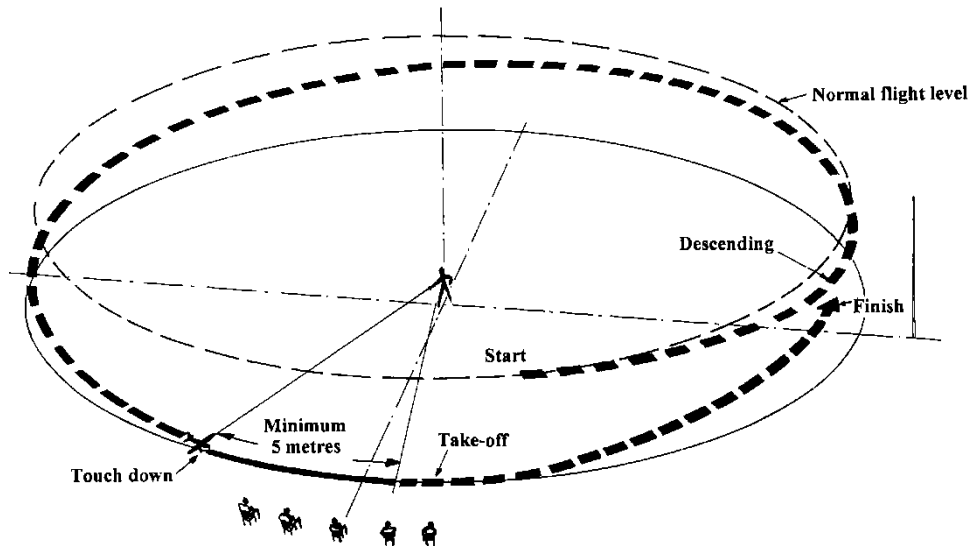 Normal flight level
Descending
Finish
Start
Minimum
5 metres
Take-off
Touch down